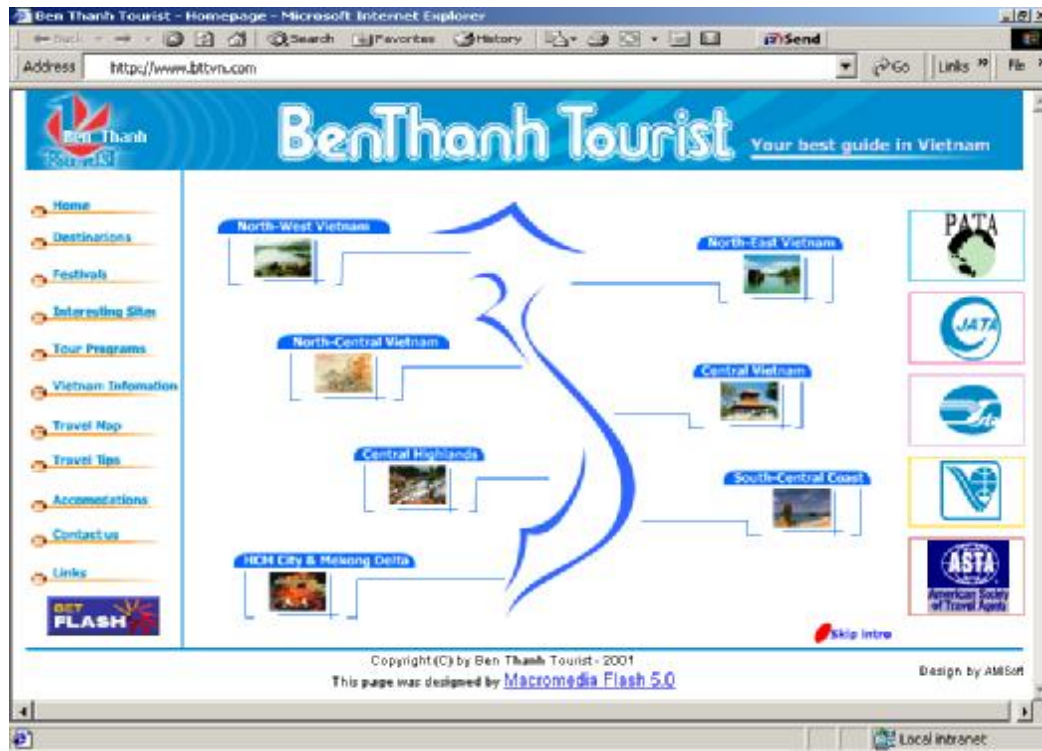 Ben Thanh Tourist - Homepage - Microsoft Internet Explorer
Back Search Favorites History Send
Address http://www.bttvn.com Go Links » File »
Ben Thanh
Tourist
BenThanh Tourist
Your best guide in Vietnam
Home
Destinations
Festivals
Interesting Sites
Tour Programs
Vietnam Infomation
Travel Map
Travel Tips
Accomodations
Contact us
Links
GET
FLASH
North-West Vietnam
North-East Vietnam
North-Central Vietnam
Central Vietnam
Central Highlands
South-Central Coast
HCM City & Mekong Delta
Skip intro
PATA
JATA
ASTA
American Society
of Travel Agents
Copyright (C) by Ben Thanh Tourist - 2001
This page was designed by Macromedia Flash 5.0
Design by AMISoft
Local intranet